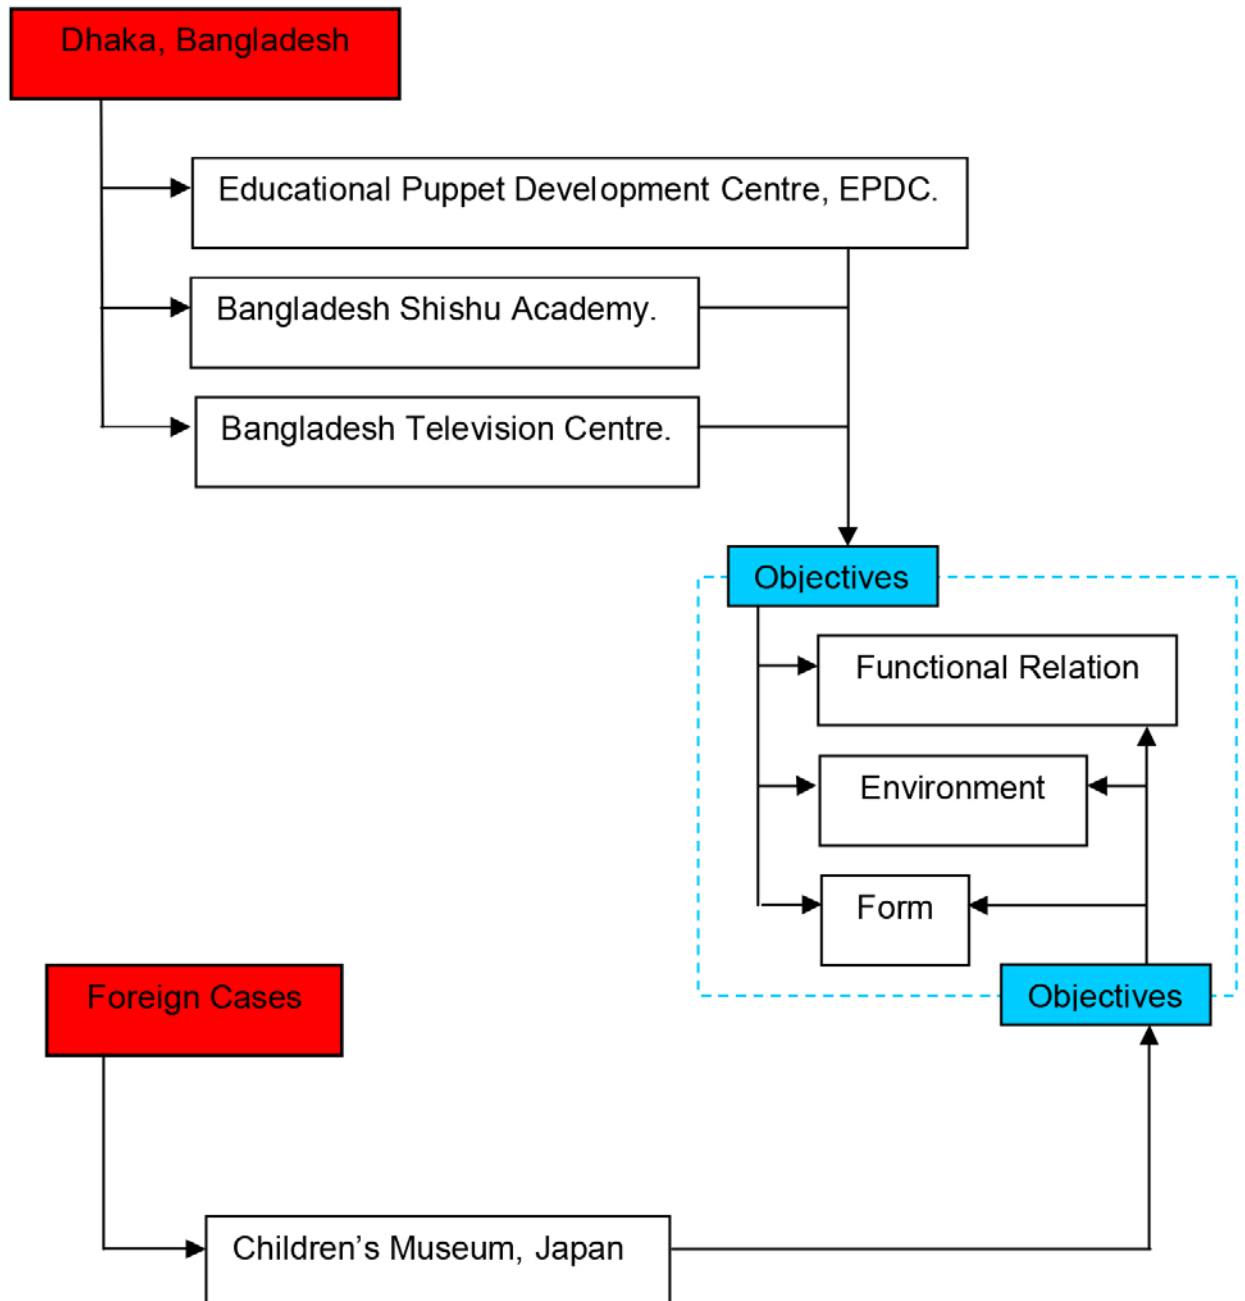 Dhaka, Bangladesh
Educational Puppet Development Centre, EPDC.
Bangladesh Shishu Academy.
Bangladesh Television Centre.
Objectives
Functional Relation
Environment
Form
Foreign Cases
Objectives
Children’s Museum, Japan